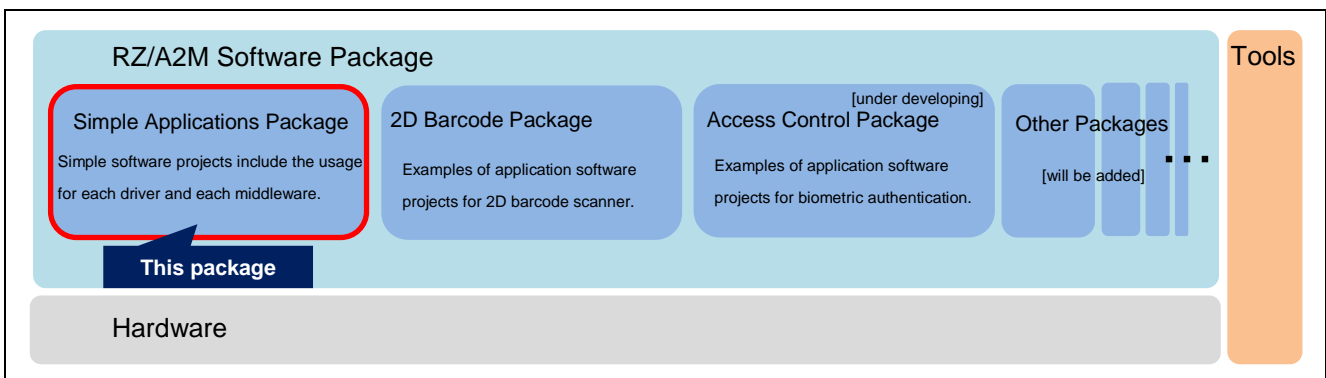 RZ/A2M Software Package
Tools
Simple Applications Package
Simple software projects include the usage
for each driver and each middleware.
This package
2D Barcode Package
Examples of application software
projects for 2D barcode scanner.
[under developing]
Access Control Package
Examples of application software
projects for biometric authentication.
Other Packages
...
[will be added]
Hardware